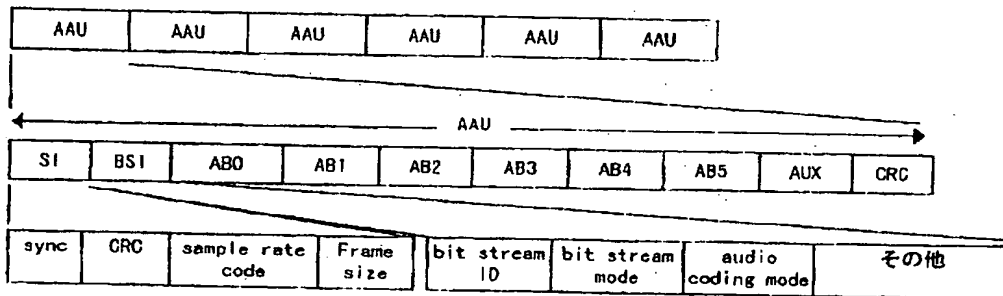 AAU AAU AAU AAU AAU AAU
AAU
SI BSI AB0 AB1 AB2 AB3 AB4 AB5 AUX CRC
sync CRC sample rate code Frame size bit stream ID bit stream mode audio coding mode その他